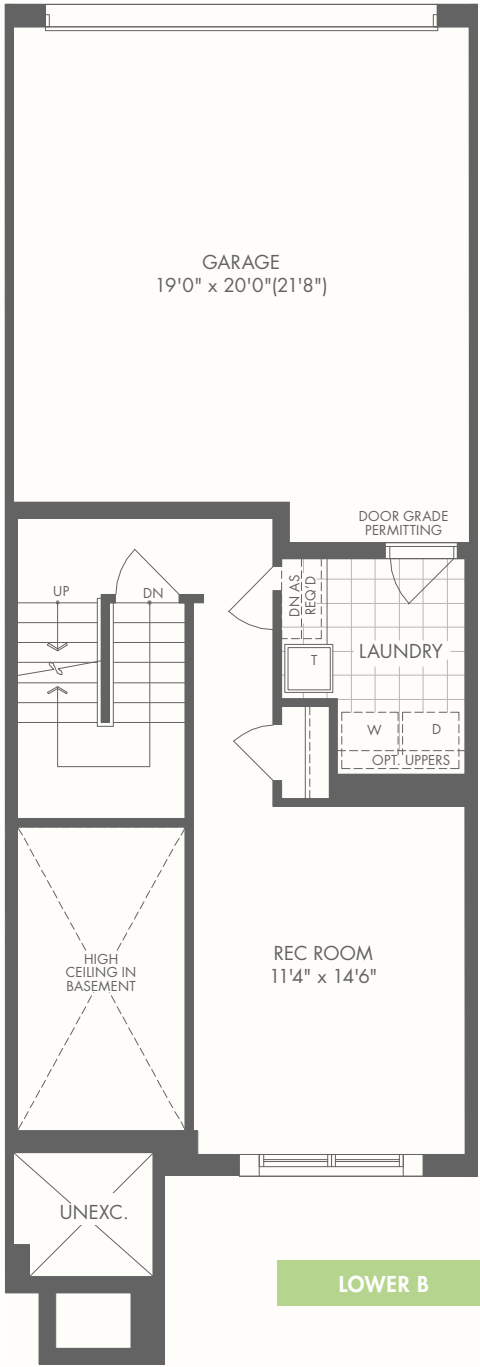 GARAGE
19'0" x 20'0"(21'8")
DOOR GRADE
PERMITTING
UP
DN
DN AS
REQ'D
LAUNDRY
T
W
D
OPT. UPPERS
HIGH
CEILING IN
BASEMENT
REC ROOM
11'4" x 14'6"
UNEXC.
LOWER B